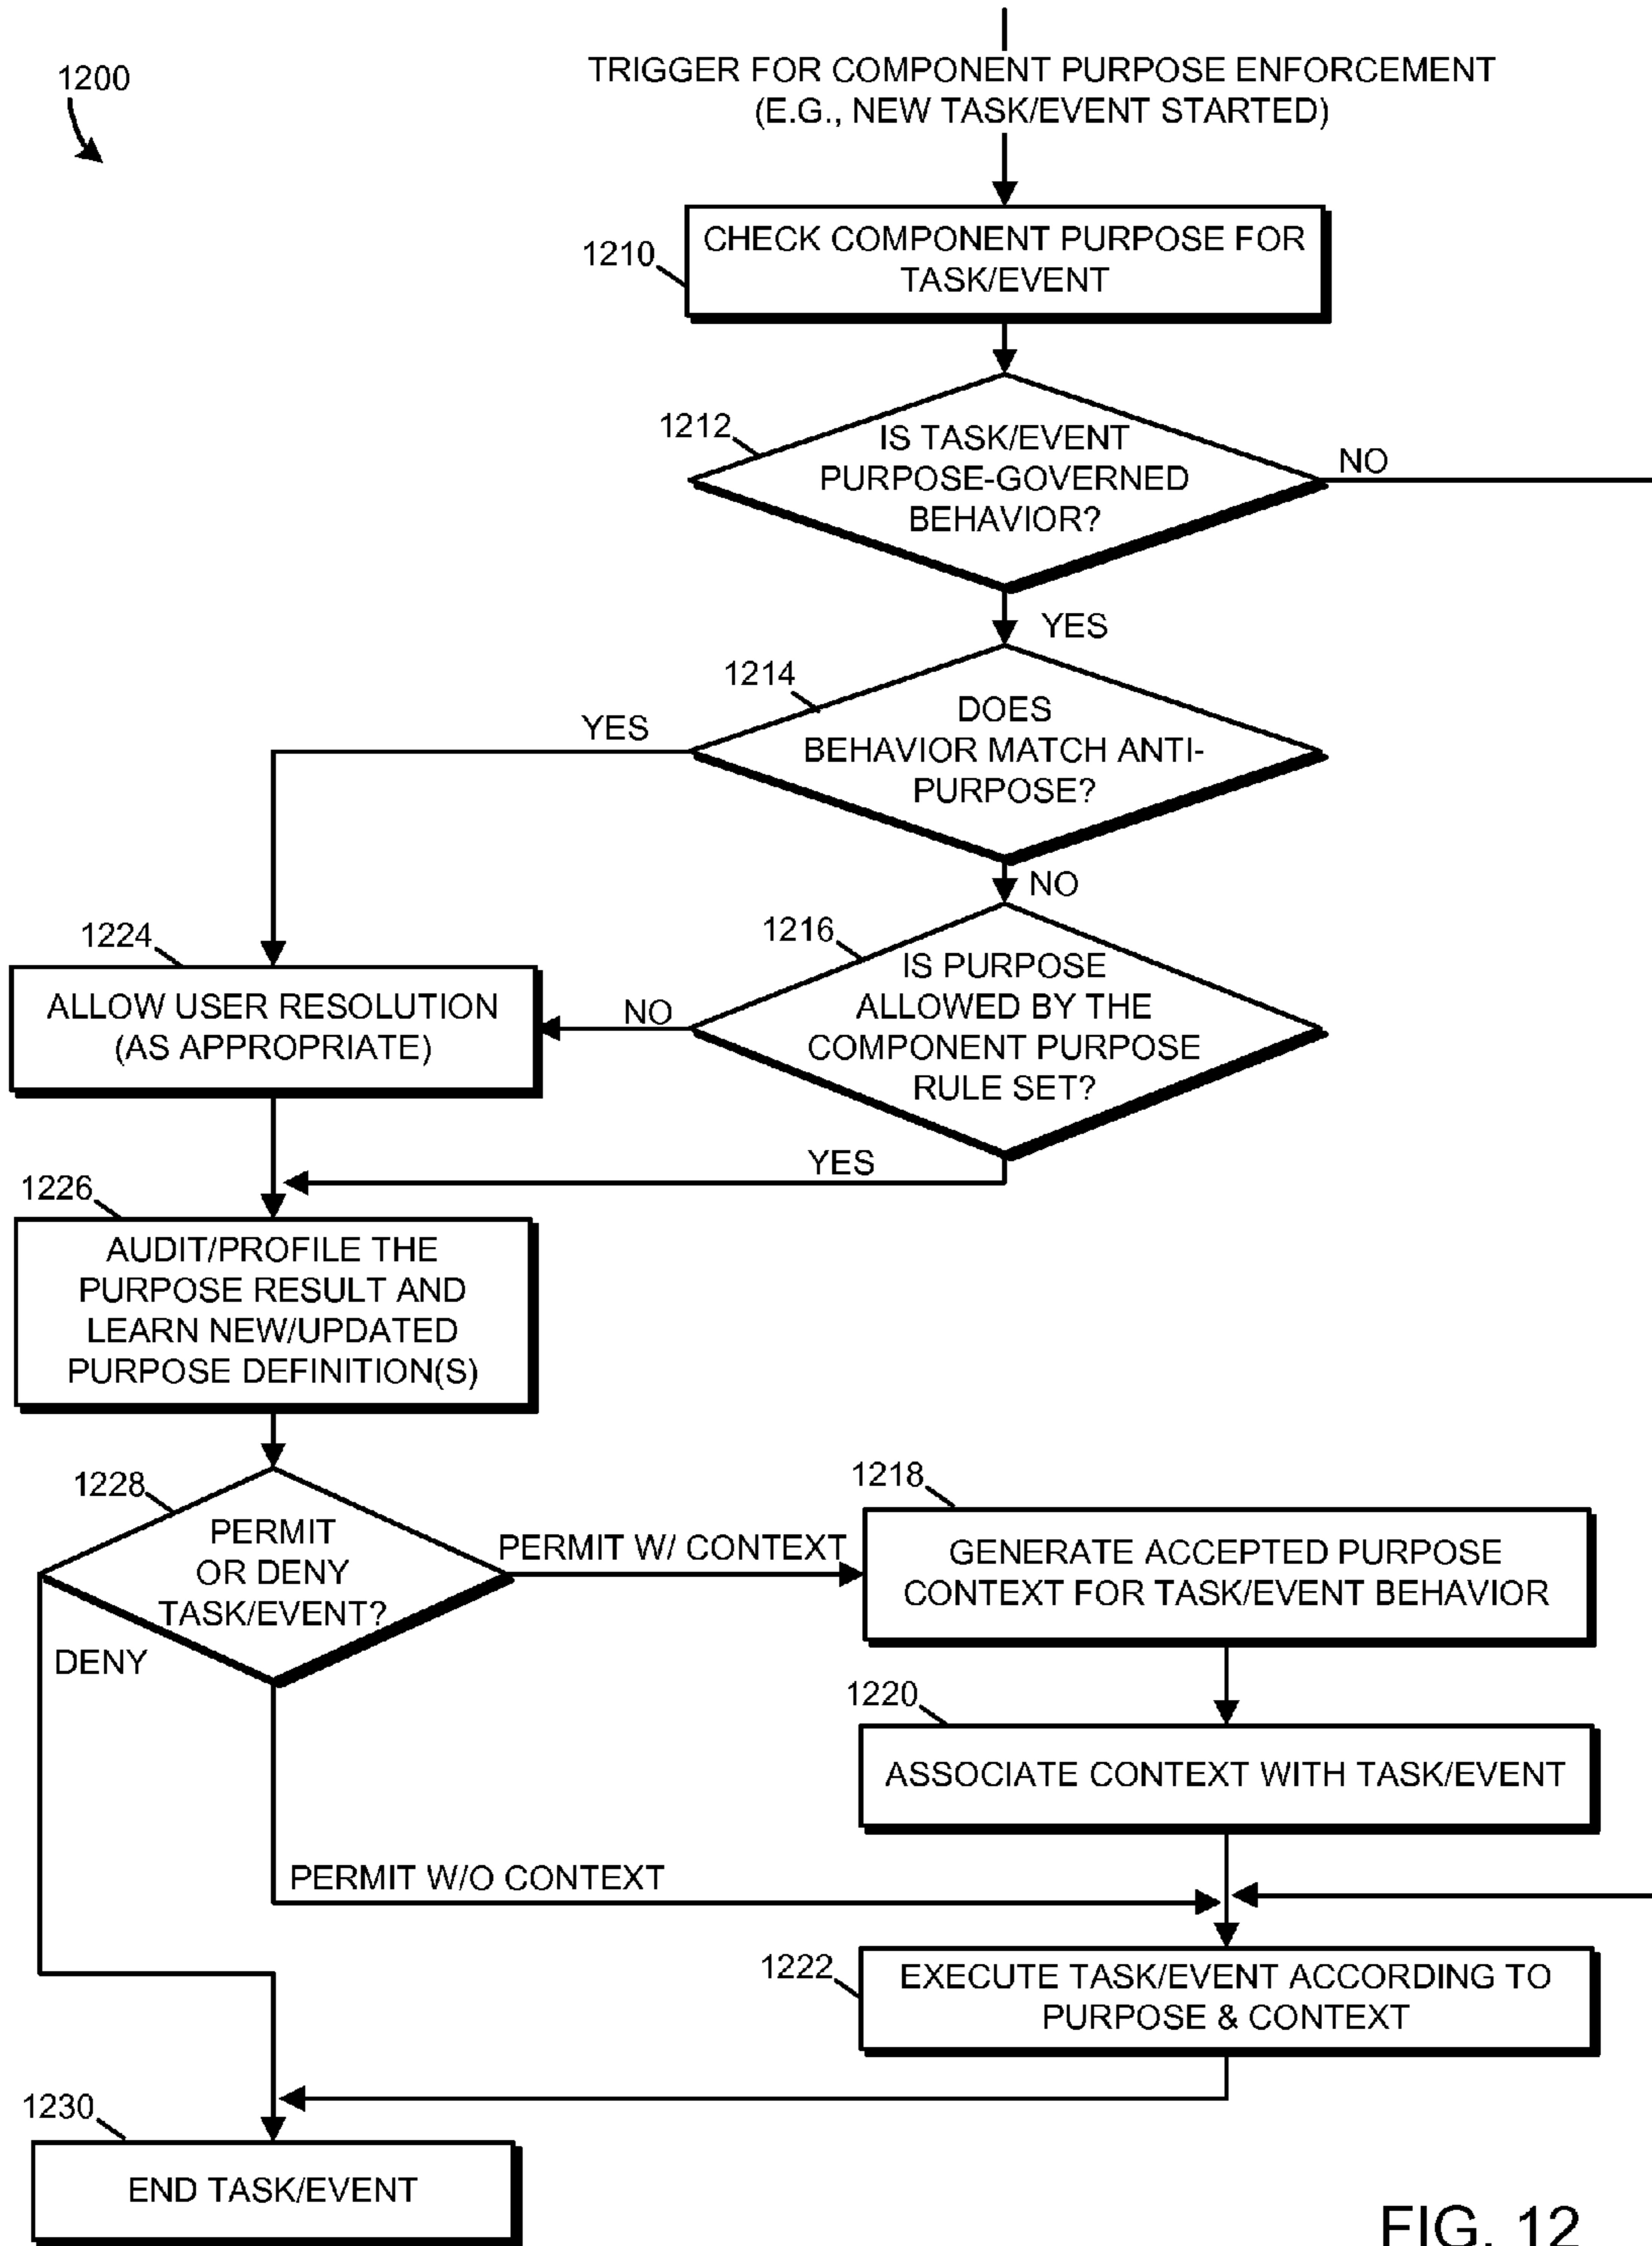 1200
TRIGGER FOR COMPONENT PURPOSE ENFORCEMENT
(E.G., NEW TASK/EVENT STARTED)
1210
CHECK COMPONENT PURPOSE FOR
TASK/EVENT
1212
IS TASK/EVENT
PURPOSE-GOVERNED
BEHAVIOR?
NO
YES
1214
DOES
BEHAVIOR MATCH ANTI-
PURPOSE?
YES
NO
1216
IS PURPOSE
ALLOWED BY THE
COMPONENT PURPOSE
RULE SET?
NO
YES
1224
ALLOW USER RESOLUTION
(AS APPROPRIATE)
1226
AUDIT/PROFILE THE
PURPOSE RESULT AND
LEARN NEW/UPDATED
PURPOSE DEFINITION(S)
1228
PERMIT
OR DENY
TASK/EVENT?
DENY
PERMIT W/ CONTEXT
PERMIT W/O CONTEXT
1218
GENERATE ACCEPTED PURPOSE
CONTEXT FOR TASK/EVENT BEHAVIOR
1220
ASSOCIATE CONTEXT WITH TASK/EVENT
1222
EXECUTE TASK/EVENT ACCORDING TO
PURPOSE & CONTEXT
1230
END TASK/EVENT
FIG. 12